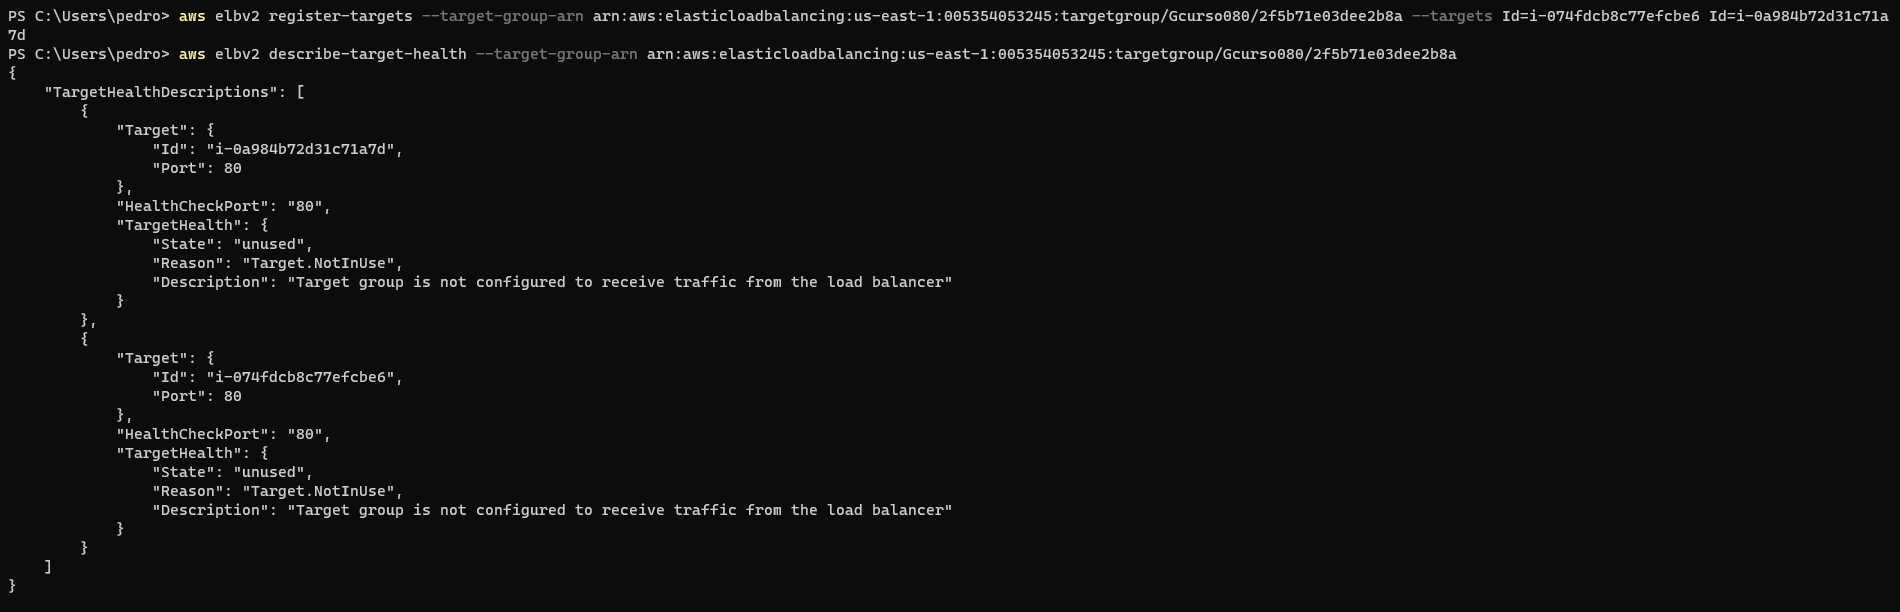 PS C:\Users\pedro> aws elbv2 register-targets --target-group-arn arn:aws:elasticloadbalancing:us-east-1:005354053245:targetgroup/Gcurso080/2f5b71e03dee2b8a --targets Id=i-074fdcb8c77efcbe6 Id=i-0a984b72d31c71a
7d
PS C:\Users\pedro> aws elbv2 describe-target-health --target-group-arn arn:aws:elasticloadbalancing:us-east-1:005354053245:targetgroup/Gcurso080/2f5b71e03dee2b8a
{
    "TargetHealthDescriptions": [
        {
            "Target": {
                "Id": "i-0a984b72d31c71a7d",
                "Port": 80
            },
            "HealthCheckPort": "80",
            "TargetHealth": {
                "State": "unused",
                "Reason": "Target.NotInUse",
                "Description": "Target group is not configured to receive traffic from the load balancer"
            }
        },
        {
            "Target": {
                "Id": "i-074fdcb8c77efcbe6",
                "Port": 80
            },
            "HealthCheckPort": "80",
            "TargetHealth": {
                "State": "unused",
                "Reason": "Target.NotInUse",
                "Description": "Target group is not configured to receive traffic from the load balancer"
            }
        }
    ]
}